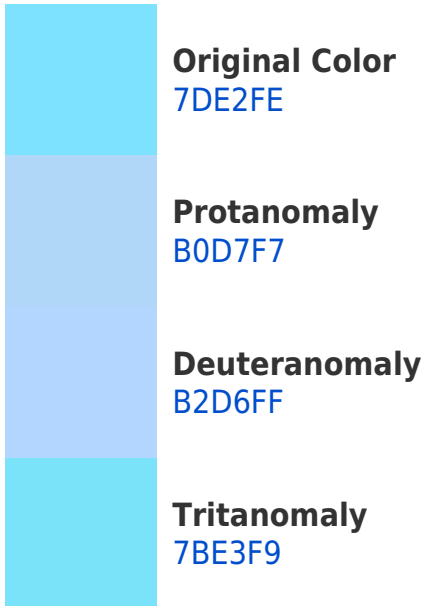 Original Color
7DE2FE
Protanomaly
B0D7F7
Deuteranomaly
B2D6FF
Tritanomaly
7BE3F9